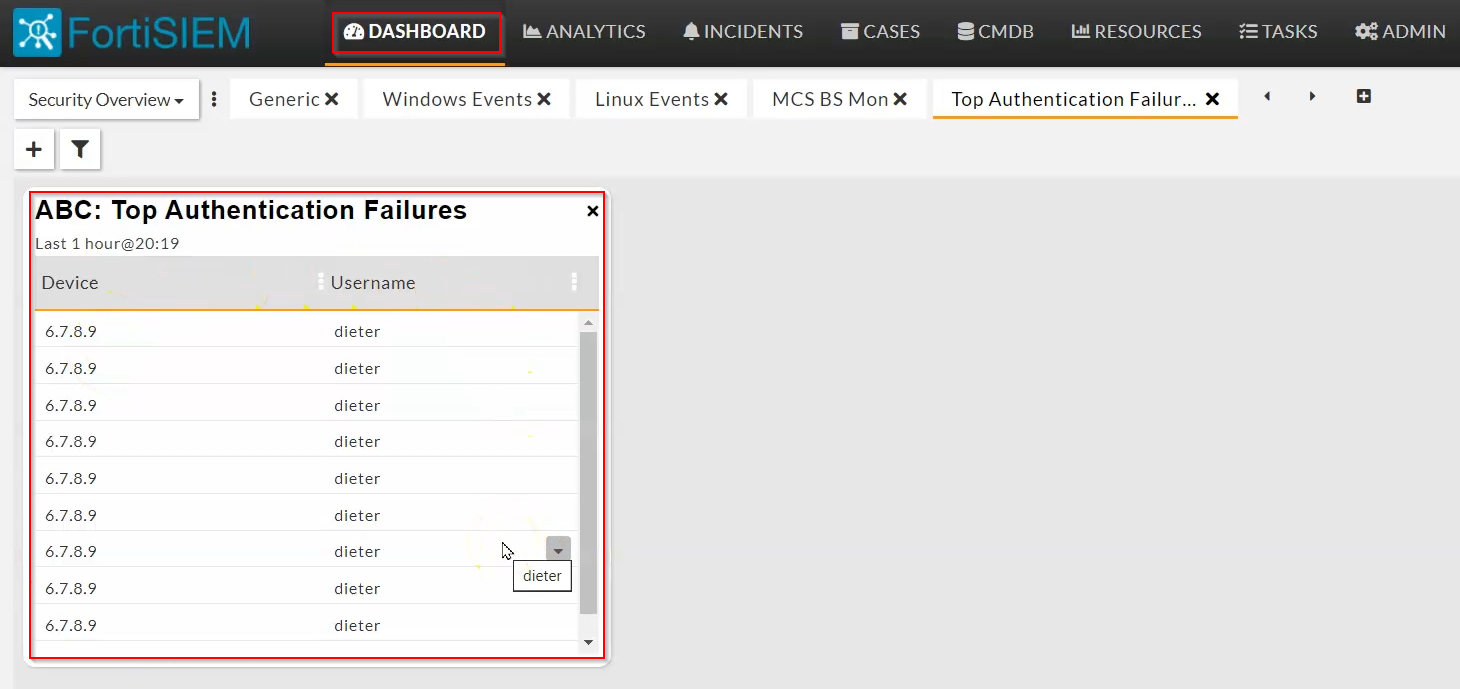 FortiSIEM
DASHBOARD ANALYTICS INCIDENTS CASES CMDB RESOURCES TASKS ADMIN
Security Overview Generic Windows Events Linux Events MCS BS Mon Top Authentication Failur...
ABC: Top Authentication Failures
Last 1 hour@20:19
Device Username
6.7.8.9 dieter
6.7.8.9 dieter
6.7.8.9 dieter
6.7.8.9 dieter
6.7.8.9 dieter
6.7.8.9 dieter
6.7.8.9 dieter
dieter
6.7.8.9 dieter
6.7.8.9 dieter